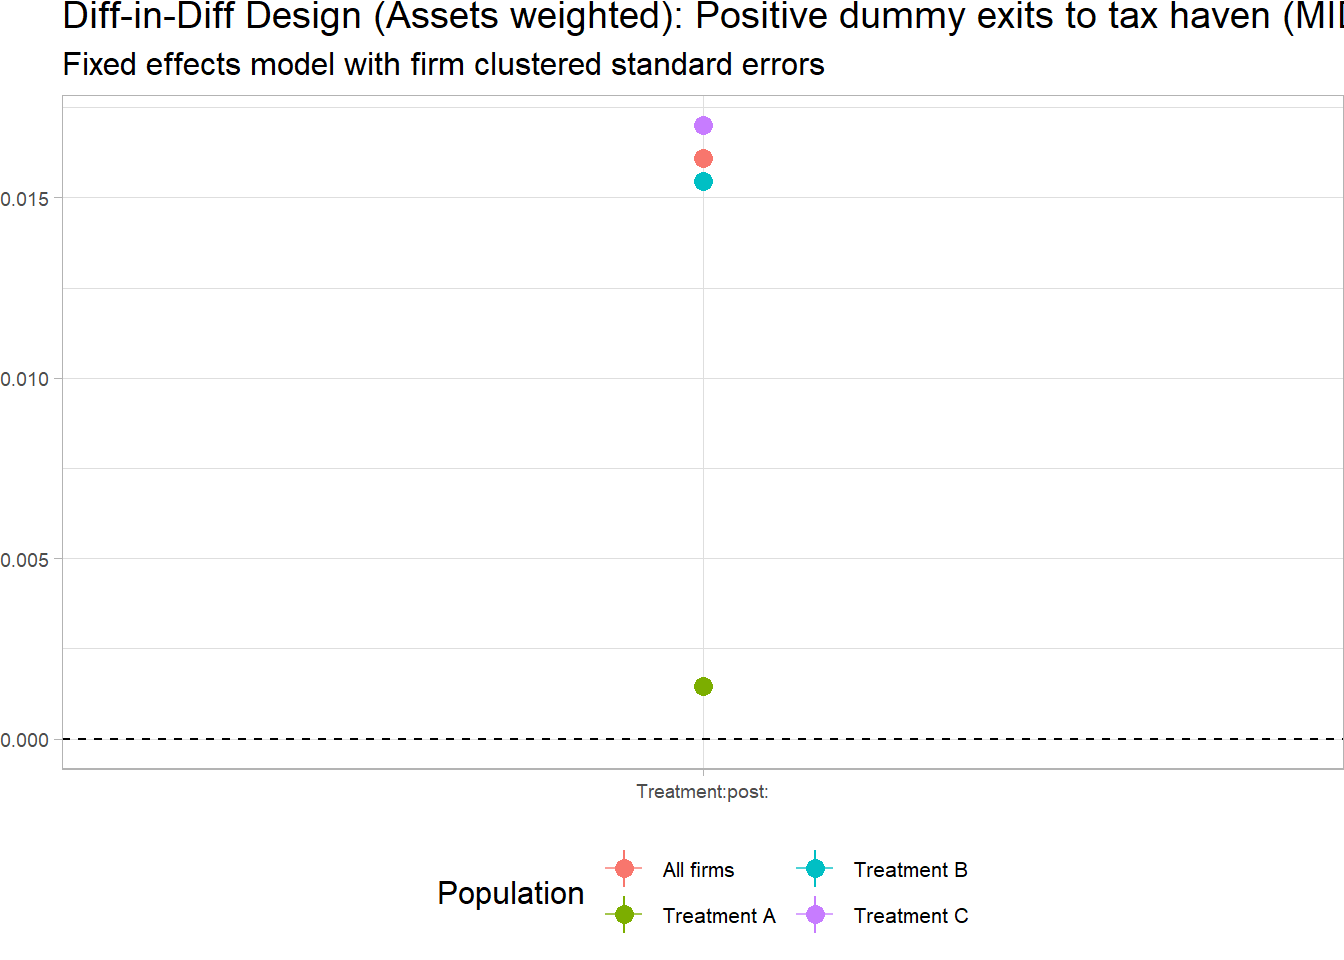 Diff-in-Diff Design (Assets weighted): Positive dummy exits to tax haven (MI
Fixed effects model with firm clustered standard errors
0.015
0.010
0.005
0.000
Treatment:post:
Population
All firms
Treatment B
Treatment A
Treatment C